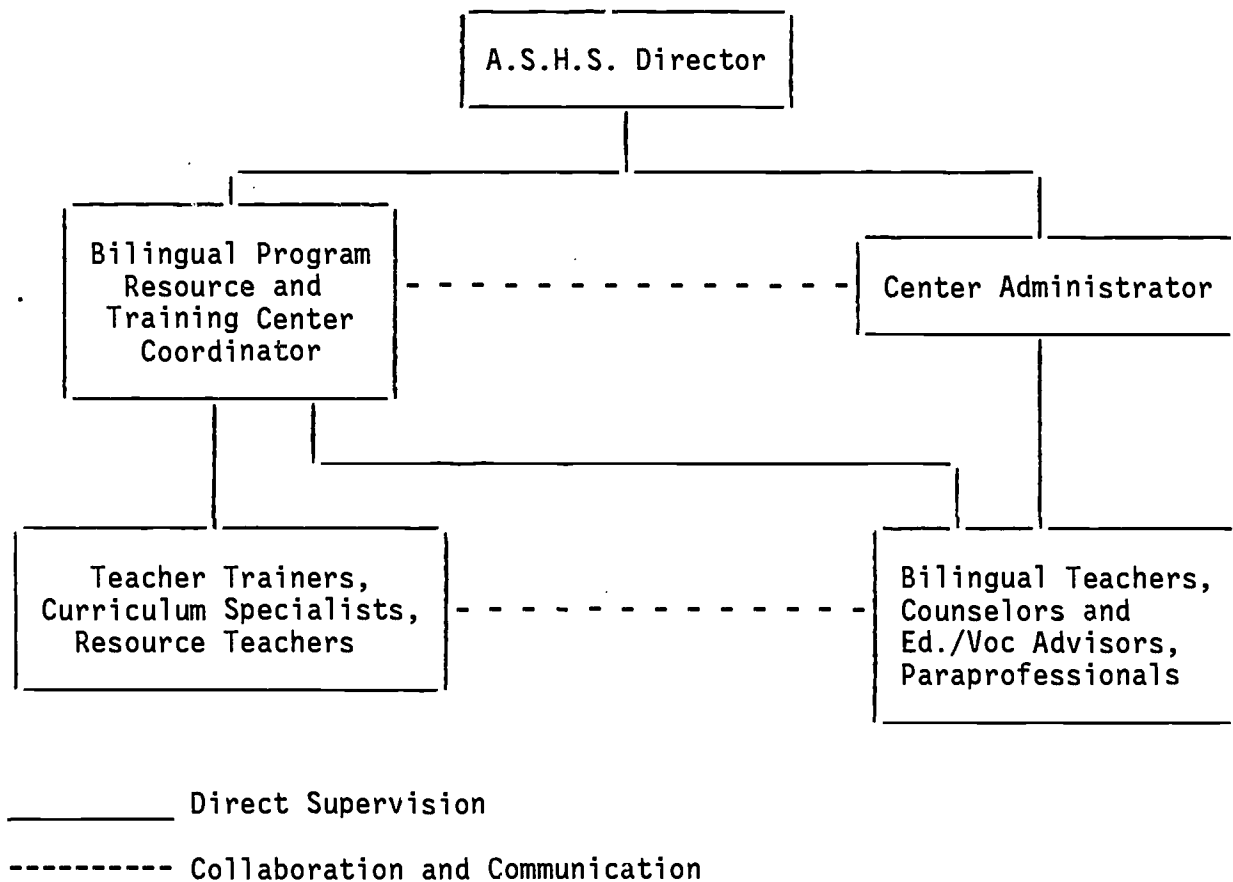 A.S.H.S. Director
Bilingual Program
Resource and
Training Center
Coordinator
Center Administrator
Teacher Trainers,
Curriculum Specialists,
Resource Teachers
Bilingual Teachers,
Counselors and
Ed./Voc Advisors,
Paraprofessionals
Direct Supervision
Collaboration and Communication